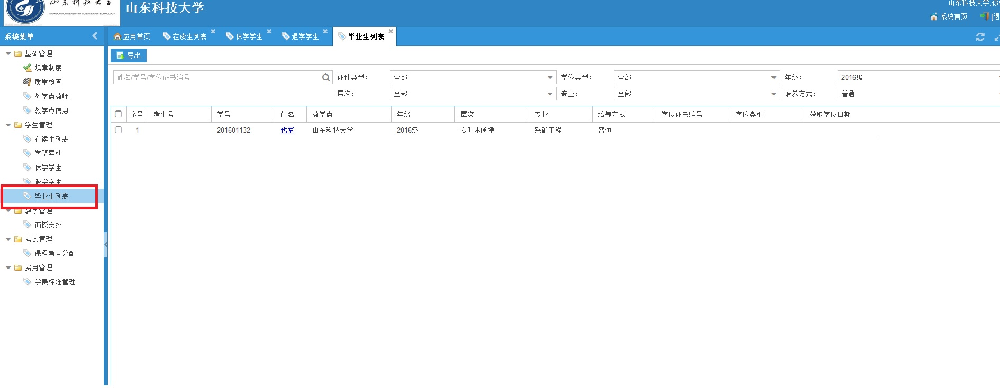 山东科技大学
SHANDONG UNIVERSITY OF SCIENCE AND TECHNOLOGY
山东科技大学
山东科技大学,你
系统首页
[退
系统菜单
应用首页
在读生列表
休学学生
退学学生
毕业生列表
基础管理
规章制度
质量检查
教学点教师
教学点信息
学生管理
在读生列表
学籍异动
休学学生
退学学生
毕业生列表
教学管理
面授安排
考试管理
课程考场分配
费用管理
学费标准管理
导出
姓名/学号/学位证书编号 证件类型： 全部 学位类型： 全部 年级： 2016级
层次： 全部 专业： 全部 培养方式： 普通
序号 考生号 学号 姓名 教学点 年级 层次 专业 培养方式 学位证书编号 学位类型 获取学位日期
1 201601132 代军 山东科技大学 2016级 专升本函授 采矿工程 普通